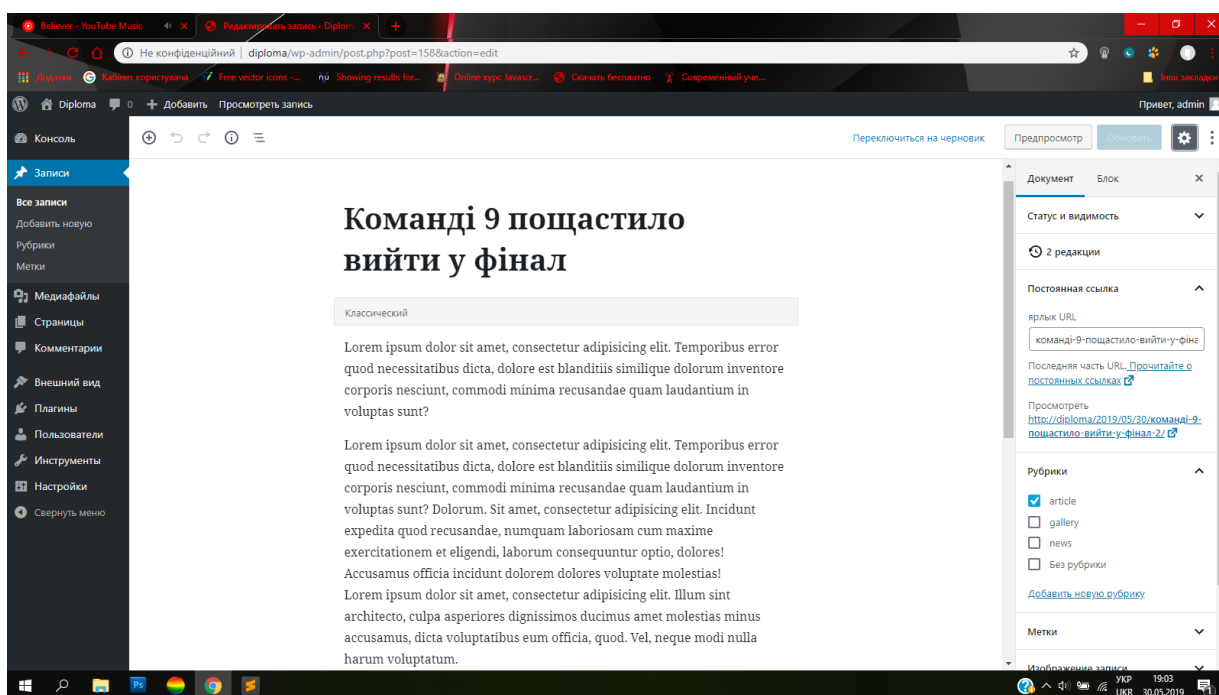 Believer - YouTube Music
Редактировать запись ‹ Diplom
Не конфіденційний | diploma/wp-admin/post.php?post=158&action=edit
Додатки
Кабінет користувача
Free vector icons -...
Showing results for...
Online курс Javascr...
Скачать бесплатно
Современный уче...
Інші закладки
Diploma
0
Добавить
Просмотреть запись
Привет, admin
Консоль
Записи
Все записи
Добавить новую
Рубрики
Метки
Медиафайлы
Страницы
Комментарии
Внешний вид
Плагины
Пользователи
Инструменты
Настройки
Свернуть меню
Переключиться на черновик
Предпросмотр
Обновить
Команді 9 пощастило
вийти у фінал
Классический
Lorem ipsum dolor sit amet, consectetur adipisicing elit. Temporibus error
quod necessitatibus dicta, dolore est blanditiis similique dolorum inventore
corporis nesciunt, commodi minima recusandae quam laudantium in
voluptas sunt?
Lorem ipsum dolor sit amet, consectetur adipisicing elit. Temporibus error
quod necessitatibus dicta, dolore est blanditiis similique dolorum inventore
corporis nesciunt, commodi minima recusandae quam laudantium in
voluptas sunt? Dolorum. Sit amet, consectetur adipisicing elit. Incidunt
expedita quod recusandae, numquam laboriosam cum maxime
exercitationem et eligendi, laborum consequuntur optio, dolores!
Accusamus officia incidunt dolorem dolores voluptate molestias!
Lorem ipsum dolor sit amet, consectetur adipisicing elit. Illum sint
architecto, culpa asperiores dignissimos ducimus amet molestias minus
accusamus, dicta voluptatibus eum officia, quod. Vel, neque modi nulla
harum voluptatum.
Документ
Блок
Статус и видимость
2 редакции
Постоянная ссылка
ярлык URL
команді-9-пощастило-вийти-у-фіна
Последняя часть URL. Прочитайте о
постоянных ссылках
Просмотреть
http://diploma/2019/05/30/команді-9-
пощастило-вийти-у-фінал-2/
Рубрики
article
gallery
news
Без рубрики
Добавить новую рубрику
Метки
Изображение записи
Ps
УКР
UKR
19:03
30.05.2019